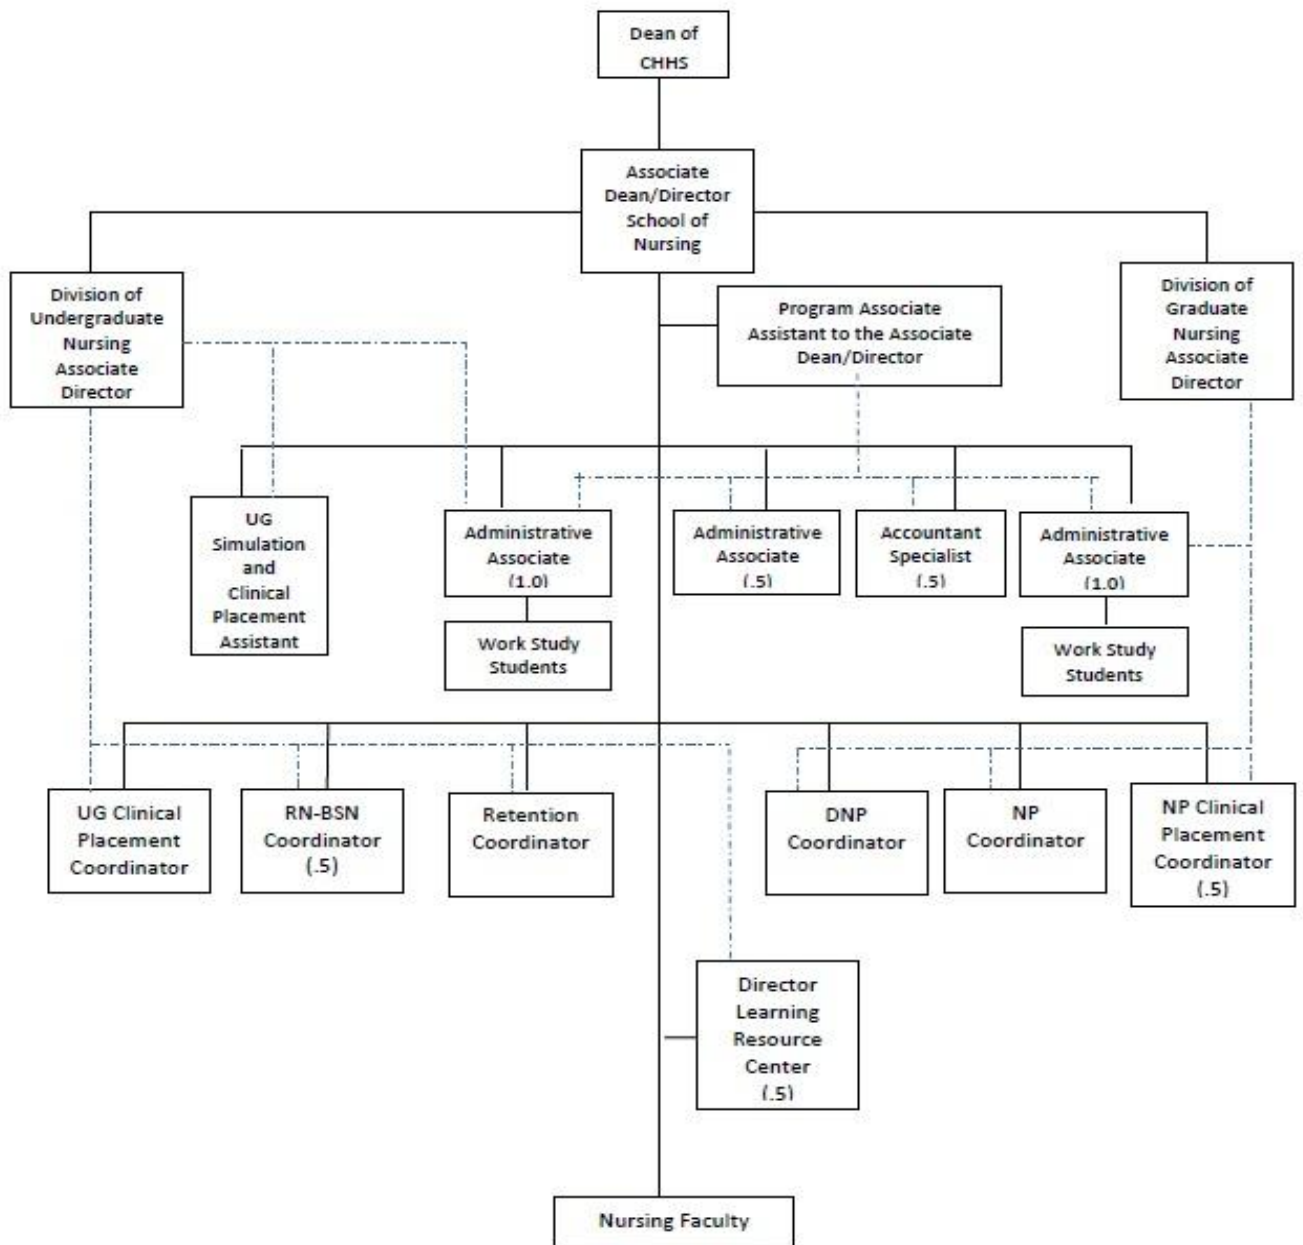 Dean of
CHHS
Associate
Dean/Director
School of
Nursing
Division of
Undergraduate
Nursing
Associate
Director
Program Associate
Assistant to the Associate
Dean/Director
Division of
Graduate
Nursing
Associate
Director
UG
Simulation
and
Clinical
Placement
Assistant
Administrative
Associate
(1.0)
Administrative
Associate
(.5)
Accountant
Specialist
(.5)
Administrative
Associate
(1.0)
Work Study
Students
Work Study
Students
UG Clinical
Placement
Coordinator
RN-BSN
Coordinator
(.5)
Retention
Coordinator
DNP
Coordinator
NP
Coordinator
NP Clinical
Placement
Coordinator
(.5)
Director
Learning
Resource
Center
(.5)
Nursing Faculty